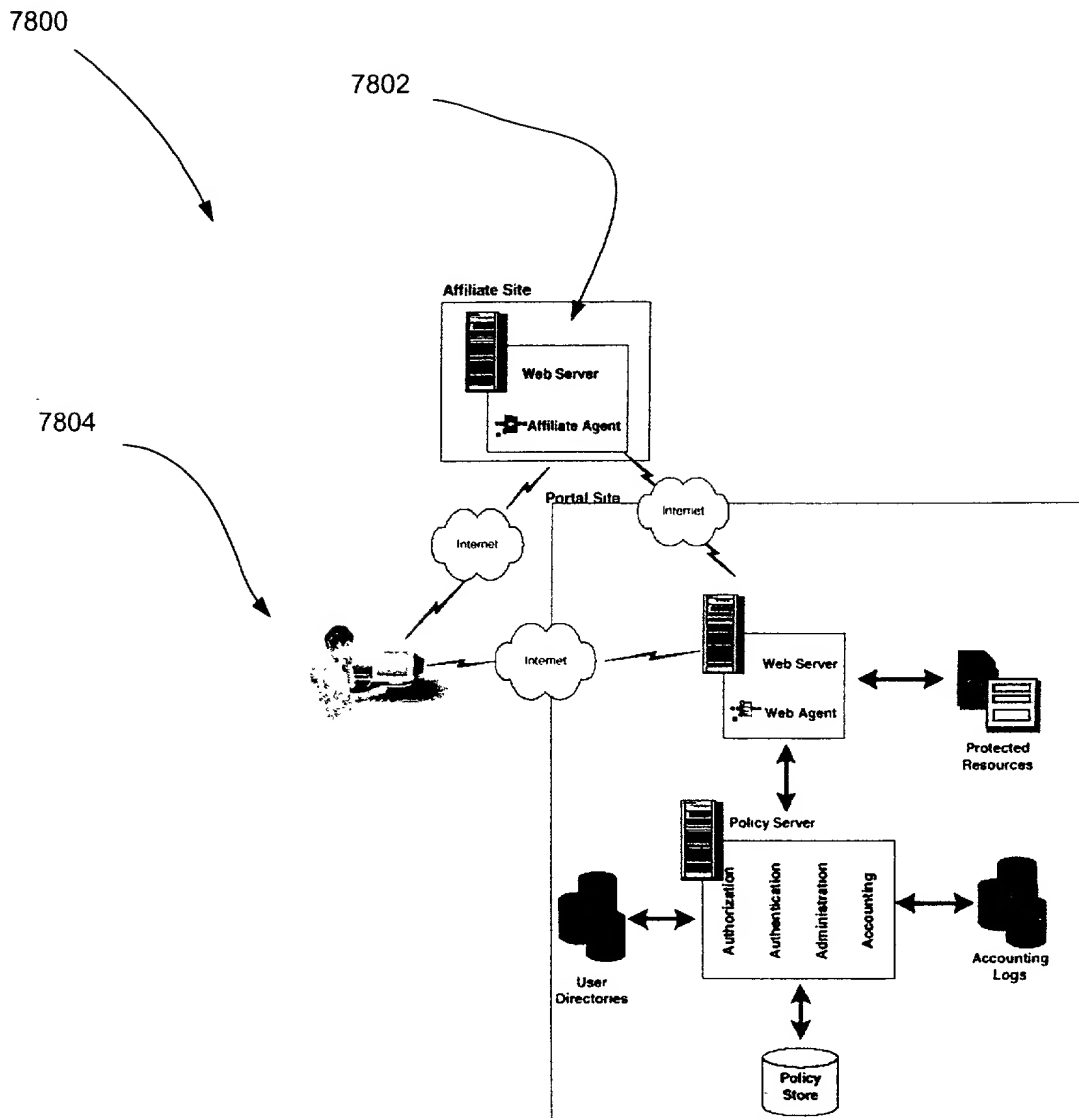 7800
7802
Affiliate Site
Web Server
7804
Affiliate Agent
Portal Site
Internet
Internet
Internet
Web Server
Web Agent
Protected
Resources
Policy Server
Authorization
Authentication
Administration
Accounting
User
Directories
Accounting
Logs
Policy
Store